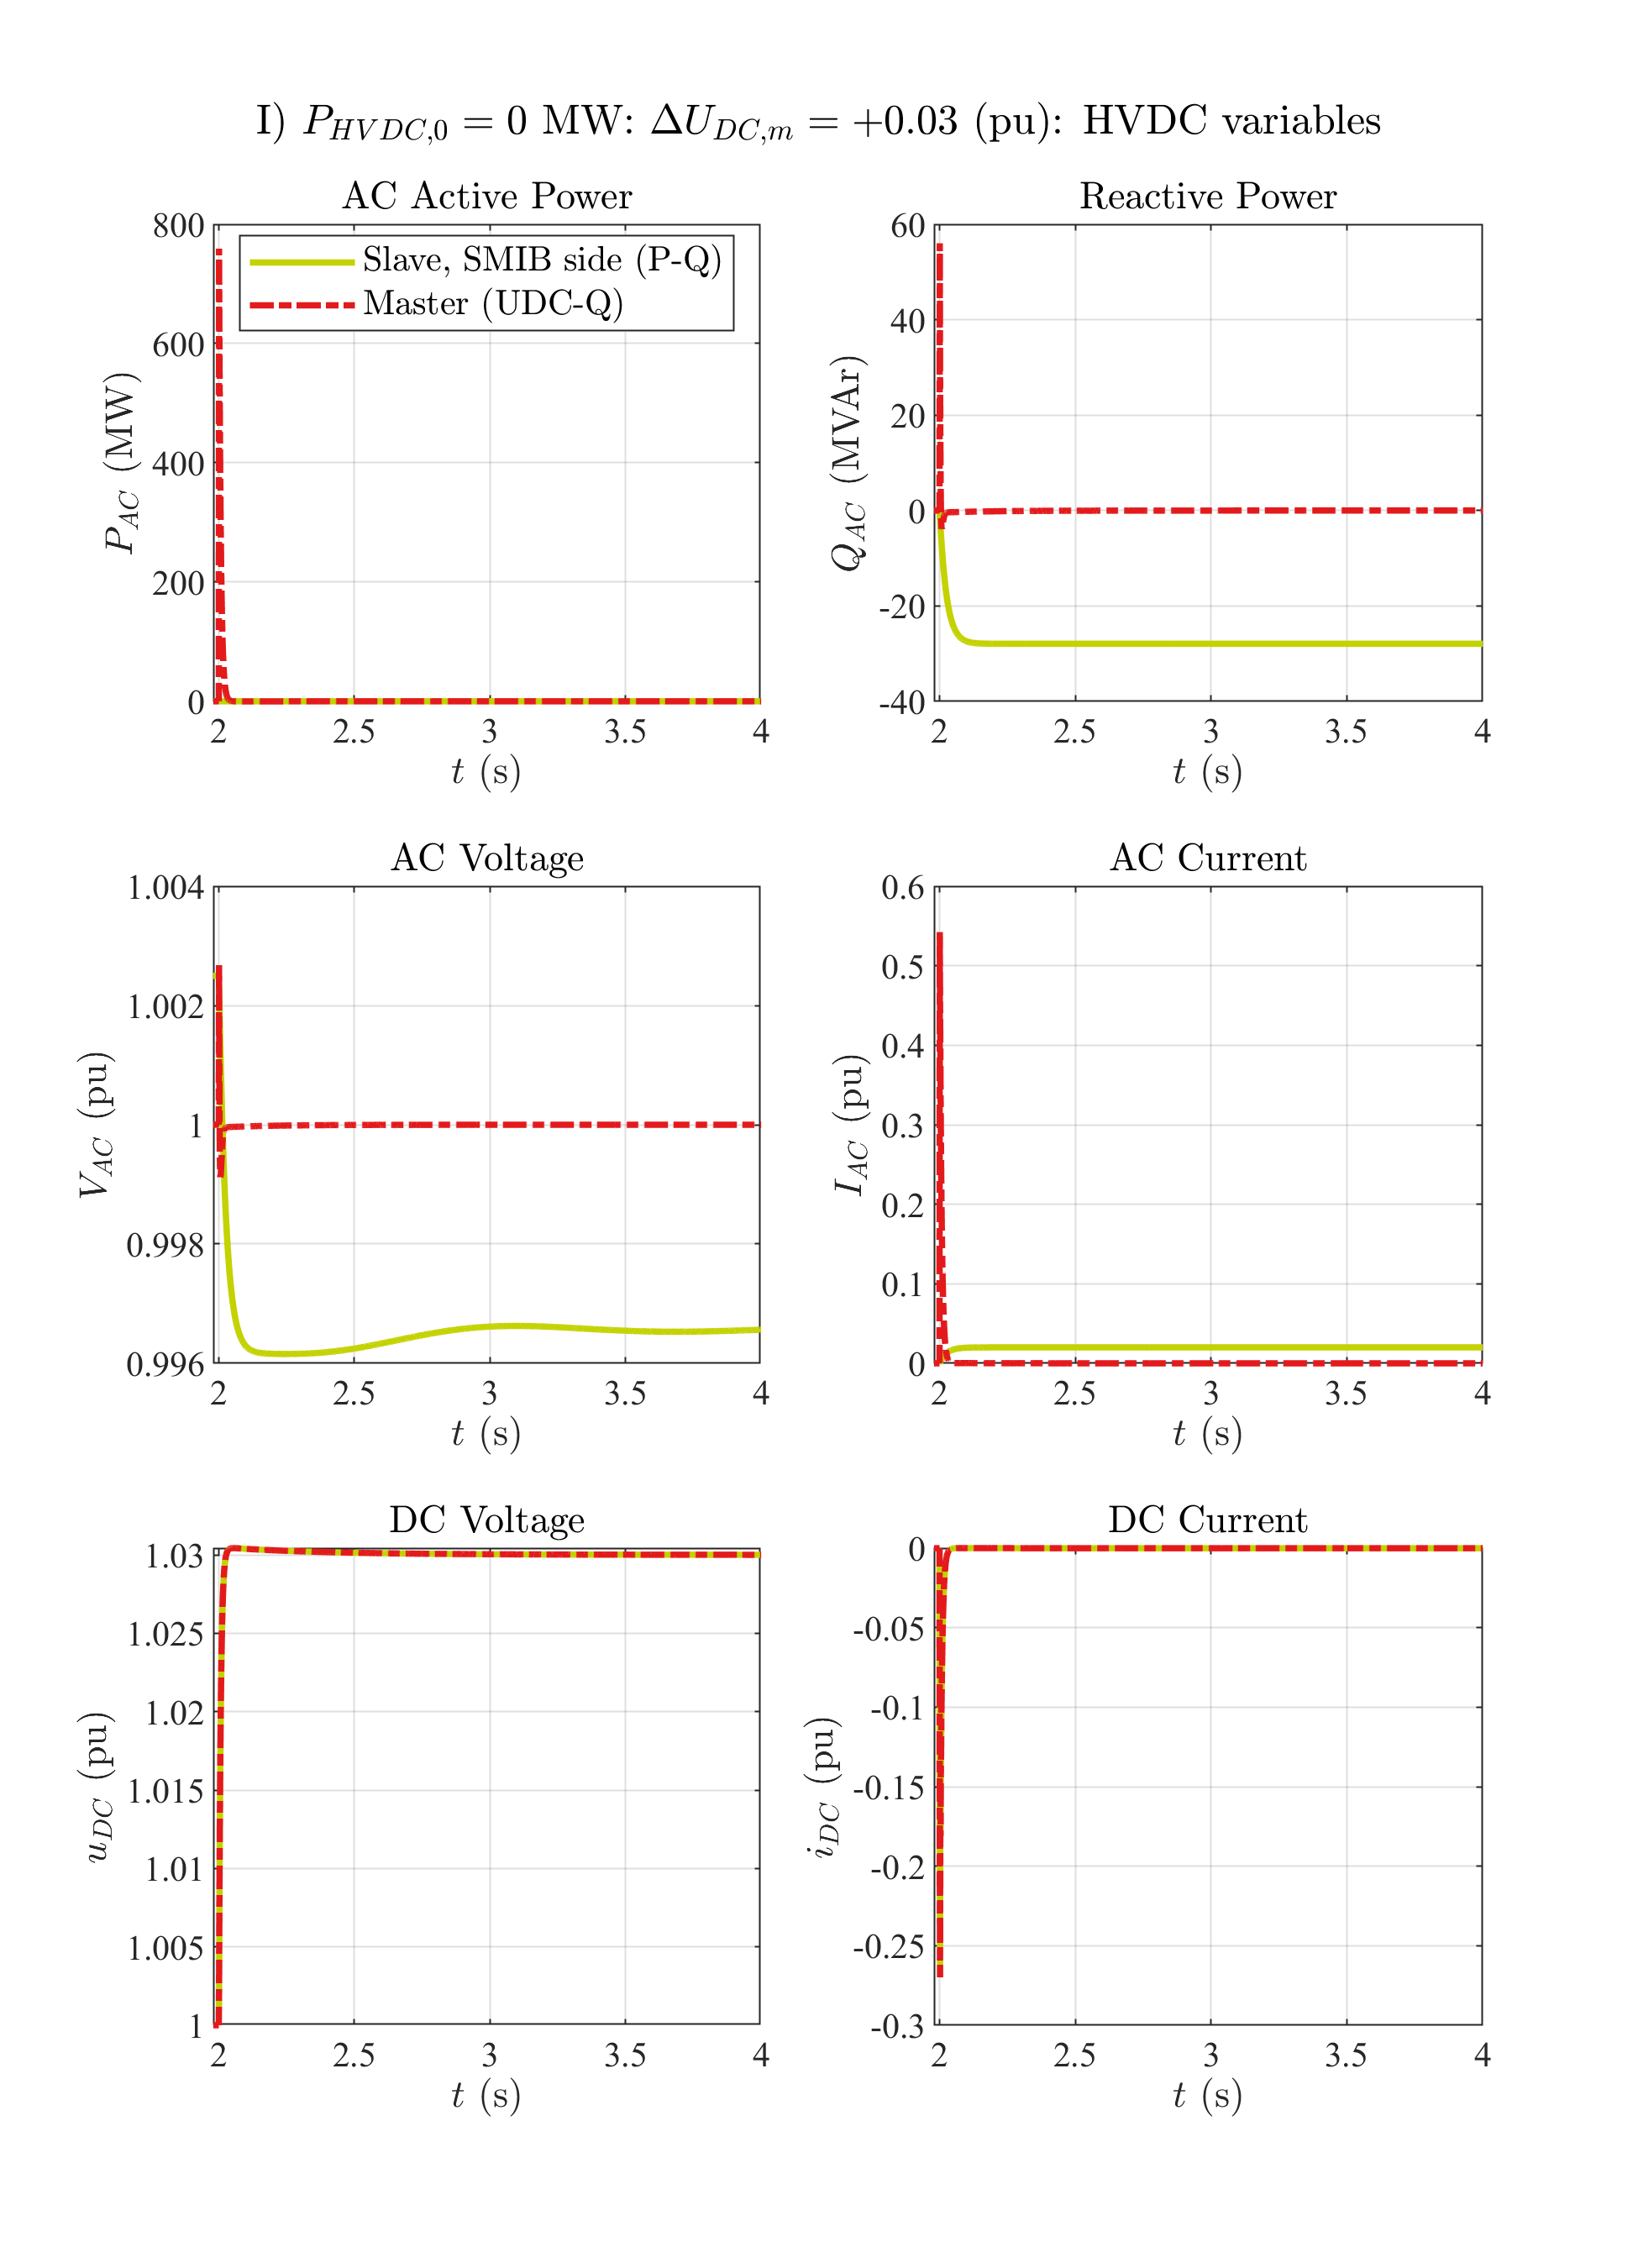 I) P_{HVDC,0} = 0 MW: ΔU_{DC,m} = +0.03 (pu): HVDC variables
AC Active Power
800
600
400
200
0
P_{AC} (MW)
Slave, SMIB side (P-Q)
Master (UDC-Q)
2 2.5 3 3.5 4
t (s)
Reactive Power
60
40
20
0
-20
-40
Q_{AC} (MVAr)
2 2.5 3 3.5 4
t (s)
AC Voltage
1.004
1.002
1
0.998
0.996
V_{AC} (pu)
2 2.5 3 3.5 4
t (s)
AC Current
0.6
0.5
0.4
0.3
0.2
0.1
0
I_{AC} (pu)
2 2.5 3 3.5 4
t (s)
DC Voltage
1.03
1.025
1.02
1.015
1.01
1.005
1
u_{DC} (pu)
2 2.5 3 3.5 4
t (s)
DC Current
0
-0.05
-0.1
-0.15
-0.2
-0.25
-0.3
i_{DC} (pu)
2 2.5 3 3.5 4
t (s)